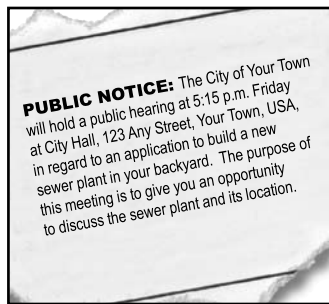 PUBLIC NOTICE: The City of Your Town
will hold a public hearing at 5:15 p.m. Friday
at City Hall, 123 Any Street, Your Town, USA,
in regard to an application to build a new
sewer plant in your backyard.  The purpose of
this meeting is to give you an opportunity
to discuss the sewer plant and its location.